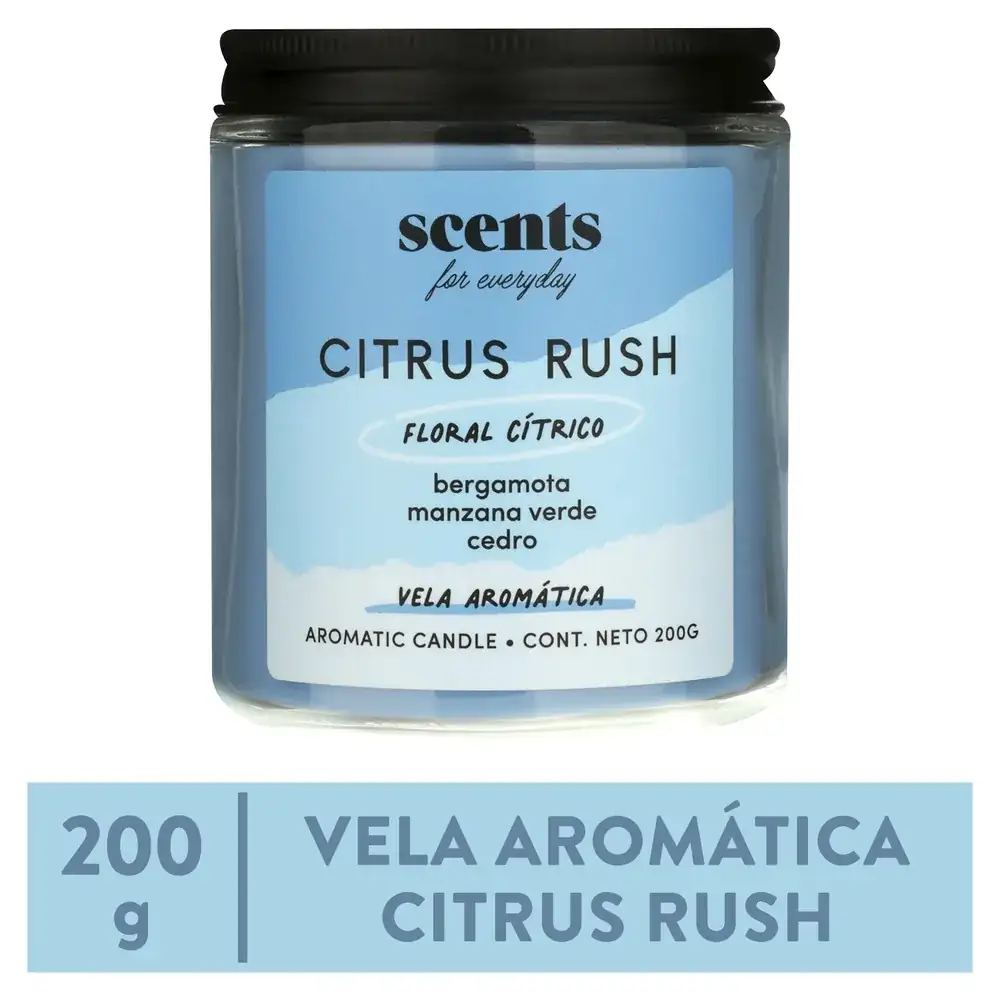 scents
for everyday
CITRUS RUSH
FLORAL CÍTRICO
bergamota
manzana verde
cedro
VELA AROMÁTICA
AROMATIC CANDLE • CONT. NETO 200G
200
g
VELA AROMÁTICA
CITRUS RUSH